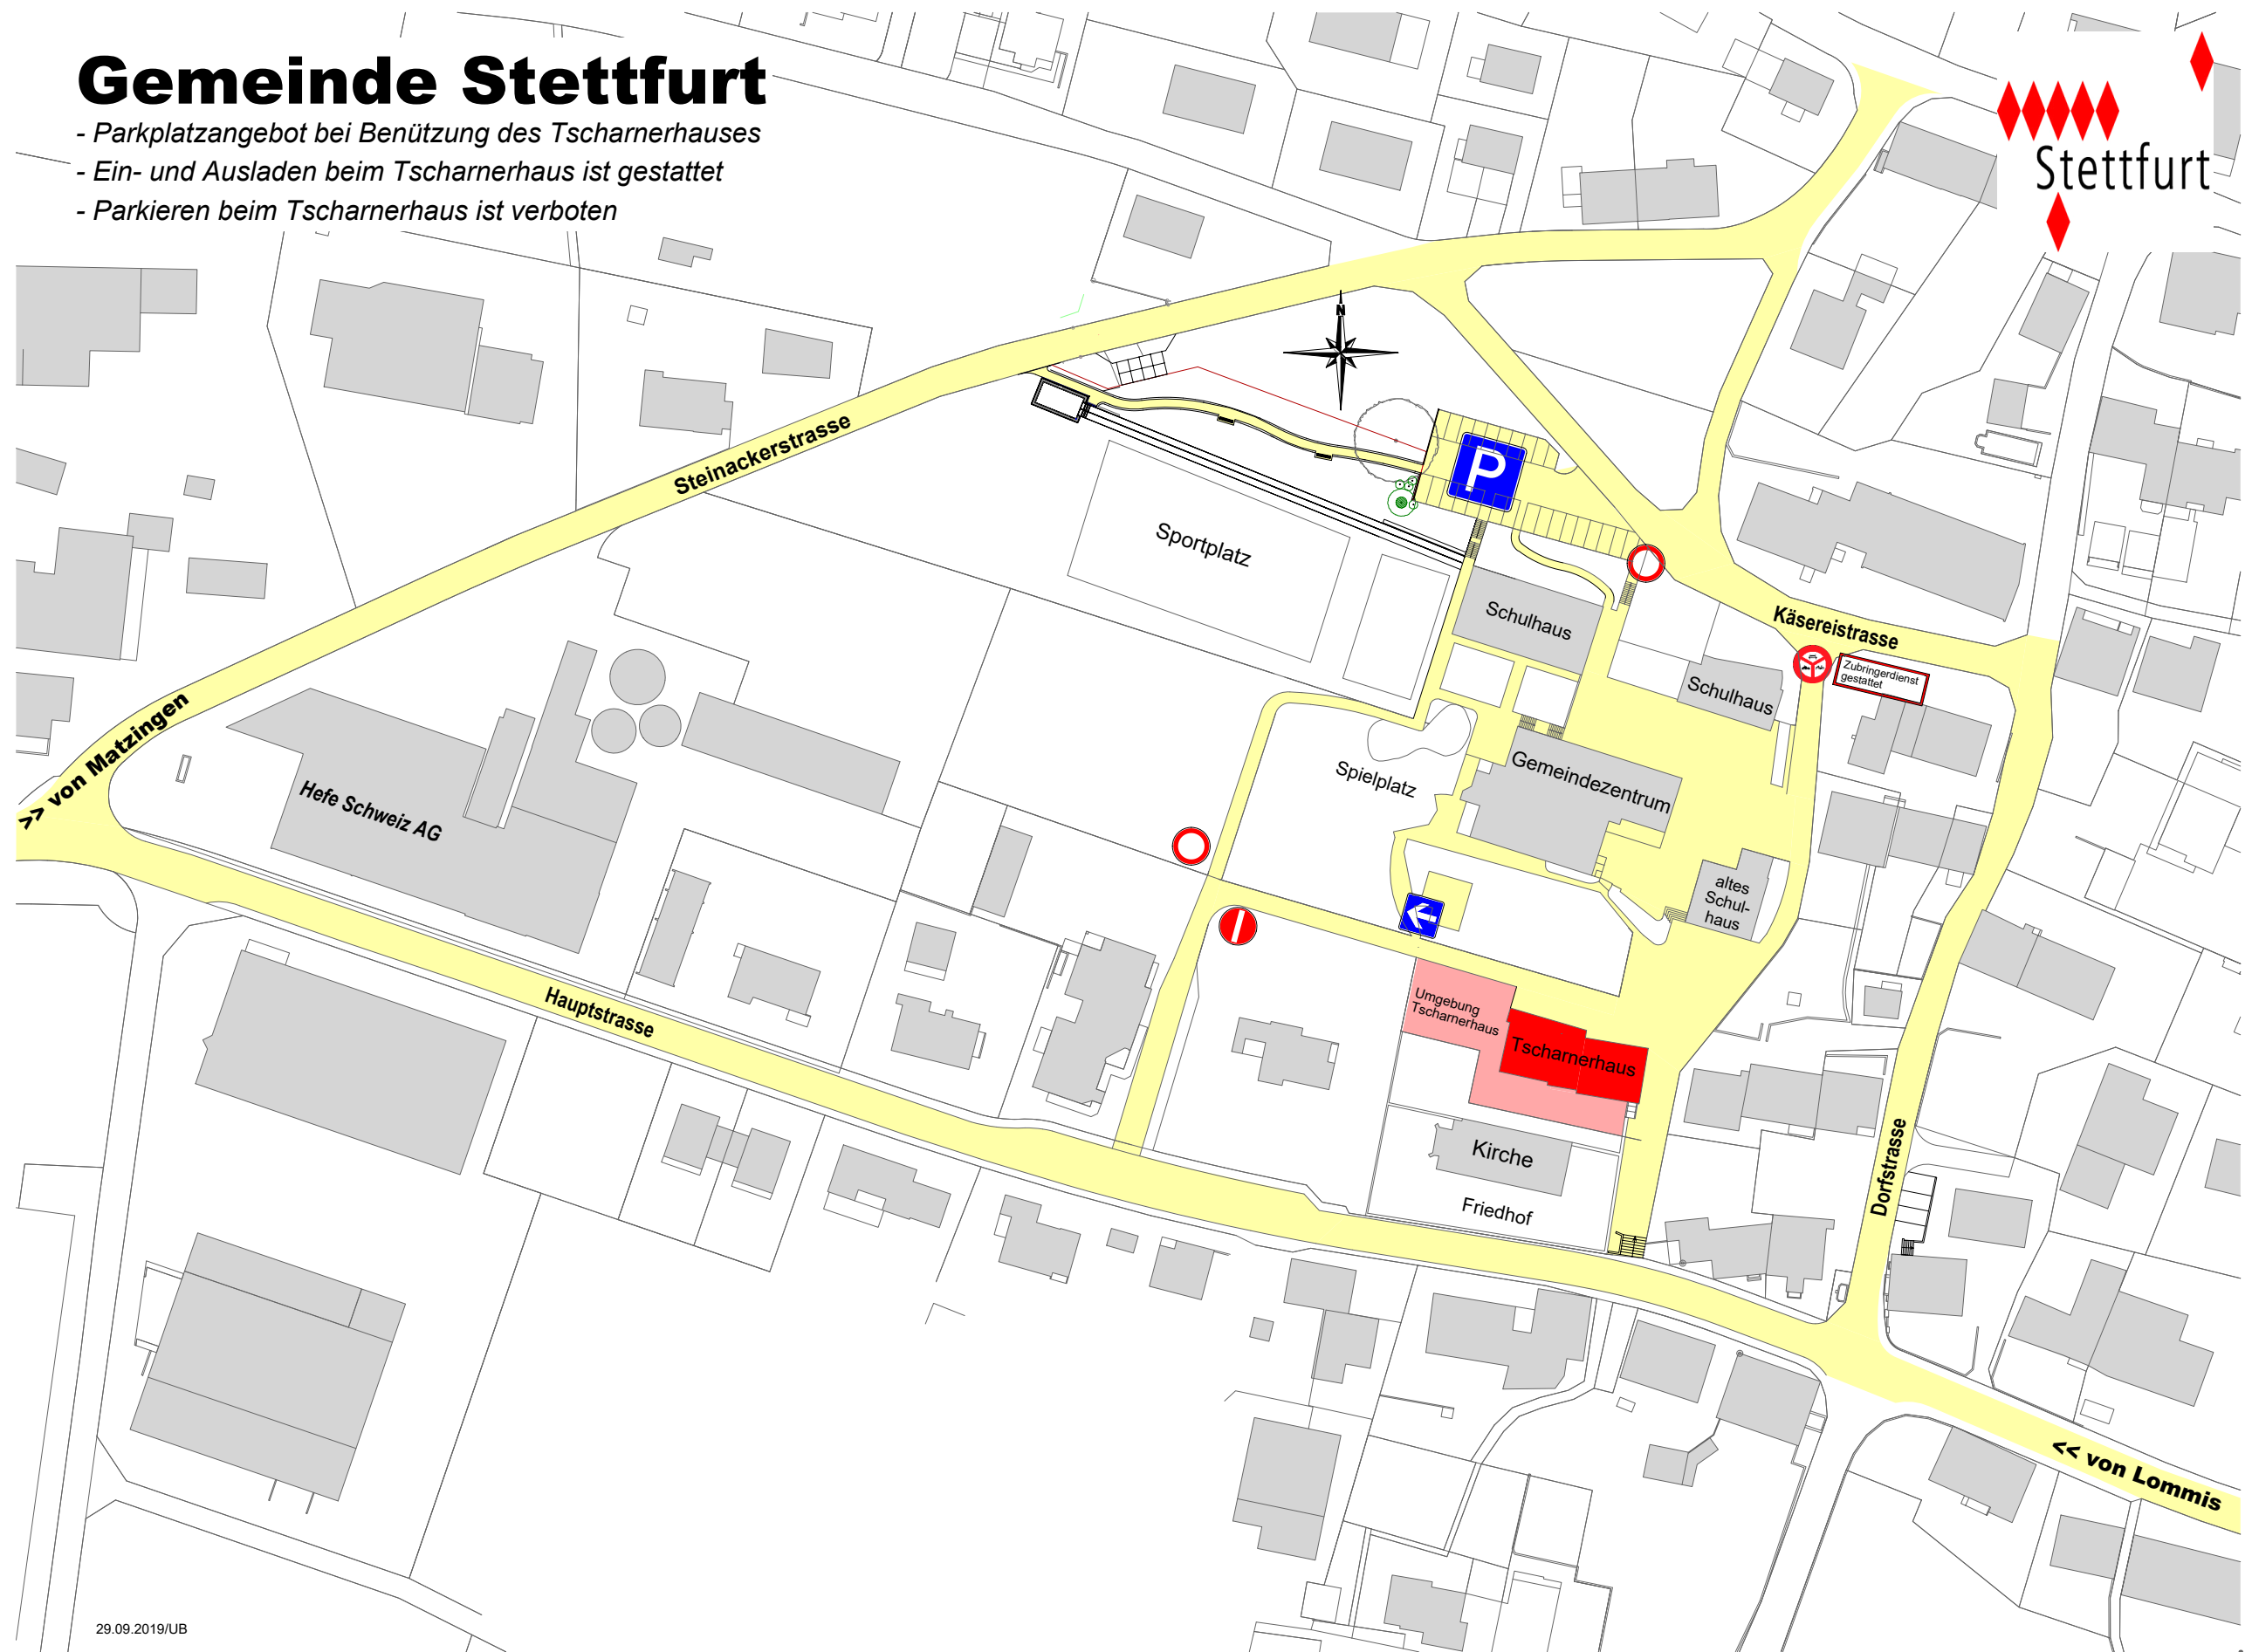 Gemeinde Stettfurt
- Parkplatzangebot bei Benützung des Tscharnerhauses
- Ein- und Ausladen beim Tscharnerhaus ist gestattet
- Parkieren beim Tscharnerhaus ist verboten
Stettfurt
N
Steinackerstrasse
P
Sportplatz
Schulhaus
Käsereistrasse
Zubringerdienst
gestattet
Schulhaus
>> von Matzingen
Hefe Schweiz AG
Spielplatz
Gemeindezentrum
altes
Schul-
haus
Hauptstrasse
Umgebung
Tscharnerhaus
Tscharnerhaus
Kirche
Friedhof
Dorfstrasse
<< von Lommis
29.09.2019/UB